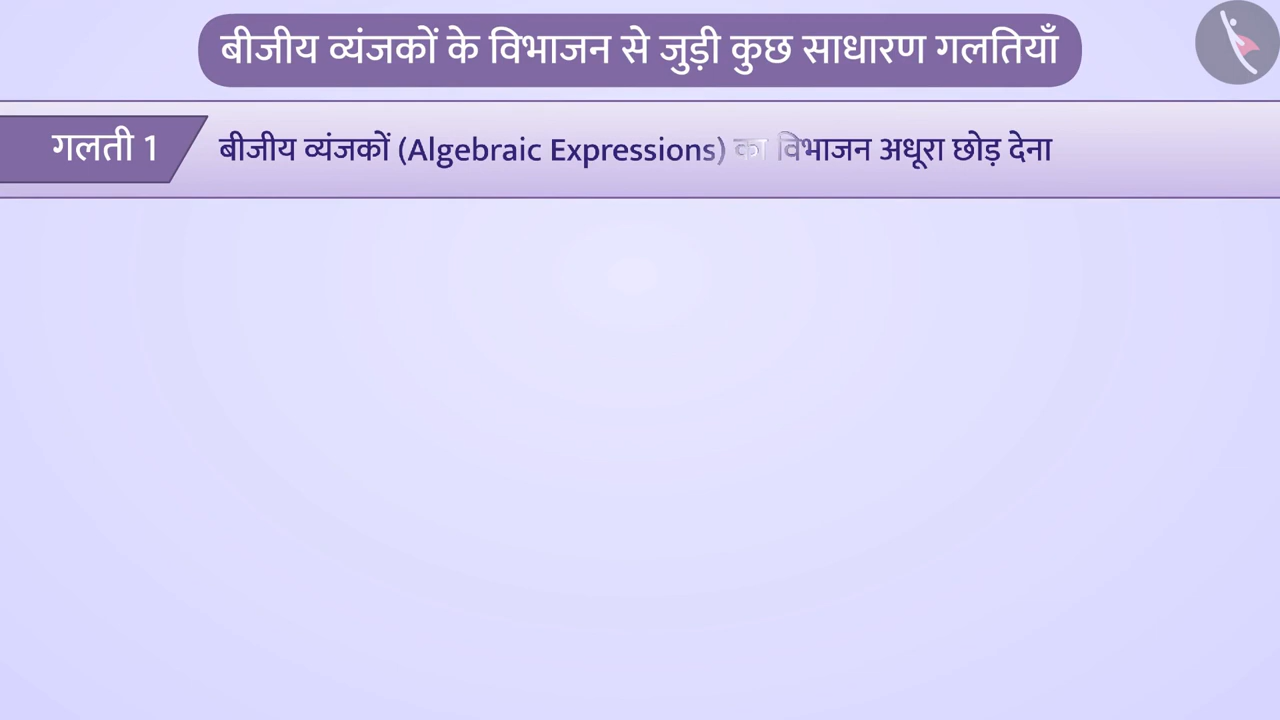 बीजीय व्यंजकों के विभाजन से जुड़ी कुछ साधारण गलतियाँ
गलती 1
बीजीय व्यंजकों (Algebraic Expressions) का विभाजन अधूरा छोड़ देना